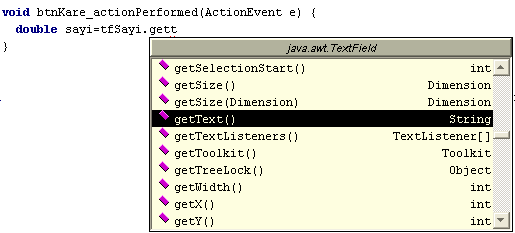 void btnKare_actionPerformed(ActionEvent e) {
double sayi=tfSayi.gett
}
java.awt.TextField
getSelectionStart() int
getSize() Dimension
getSize(Dimension) Dimension
getText() String
getTextListeners() TextListener[]
getToolkit() Toolkit
getTreeLock() Object
getWidth() int
getX() int
getY() int